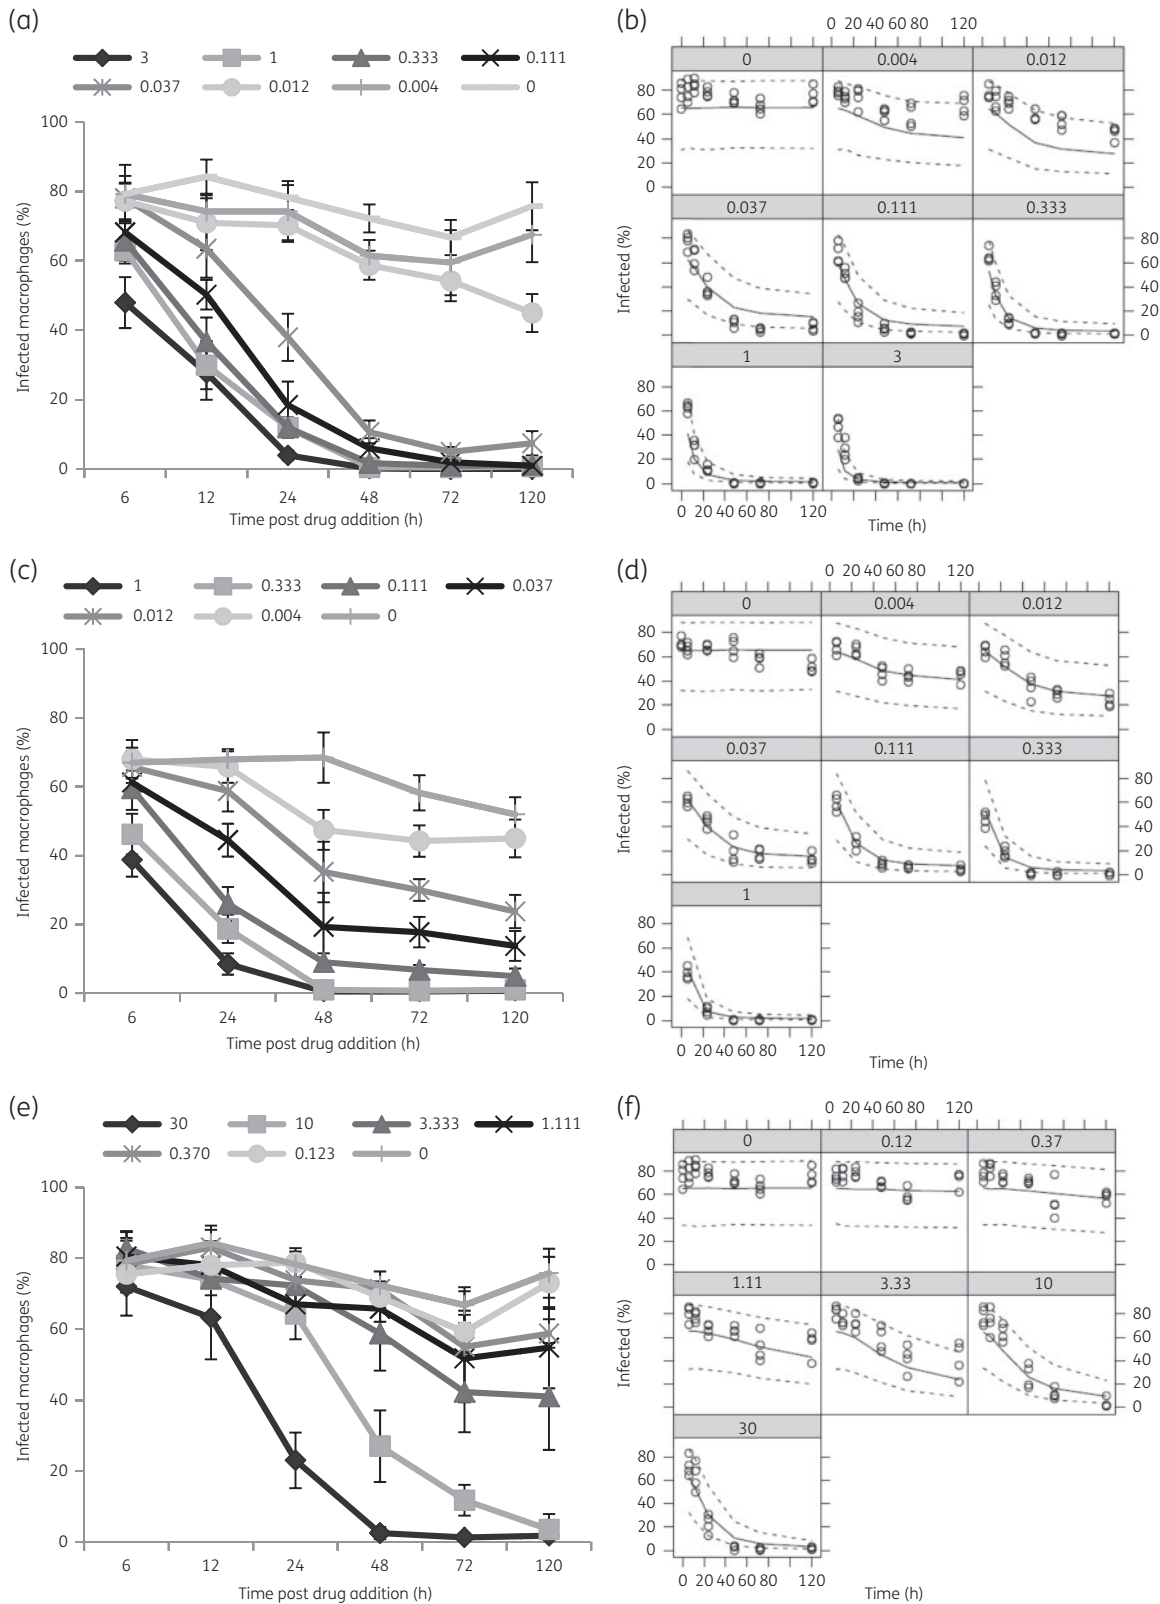 (a)
3 1 0.333 0.111
0.037 0.012 0.004 0
100
80
60
40
20
0
Infected macrophages (%)
6 12 24 48 72 120
Time post drug addition (h)
(b)
0 20 40 60 80 120
0 0.004 0.012
80
60
40
20
0
0.037 0.111 0.333
80
60
40
20
0
Infected (%)
1 3
80
60
40
20
0
0 20 40 60 80 120
Time (h)
(c)
1 0.333 0.111 0.037
0.012 0.004 0
100
80
60
40
20
0
Infected macrophages (%)
6 24 48 72 120
Time post drug addition (h)
(d)
0 20 40 60 80 120
0 0.004 0.012
80
60
40
20
0
0.037 0.111 0.333
80
60
40
20
0
Infected (%)
1
80
60
40
20
0
0 20 40 60 80 120
Time (h)
(e)
30 10 3.333 1.111
0.370 0.123 0
100
80
60
40
20
0
Infected macrophages (%)
6 12 24 48 72 120
Time post drug addition (h)
(f)
0 20 40 60 80 120
0 0.12 0.37
80
60
40
20
0
1.11 3.33 10
80
60
40
20
0
Infected (%)
30
80
60
40
20
0
0 20 40 60 80 120
Time (h)